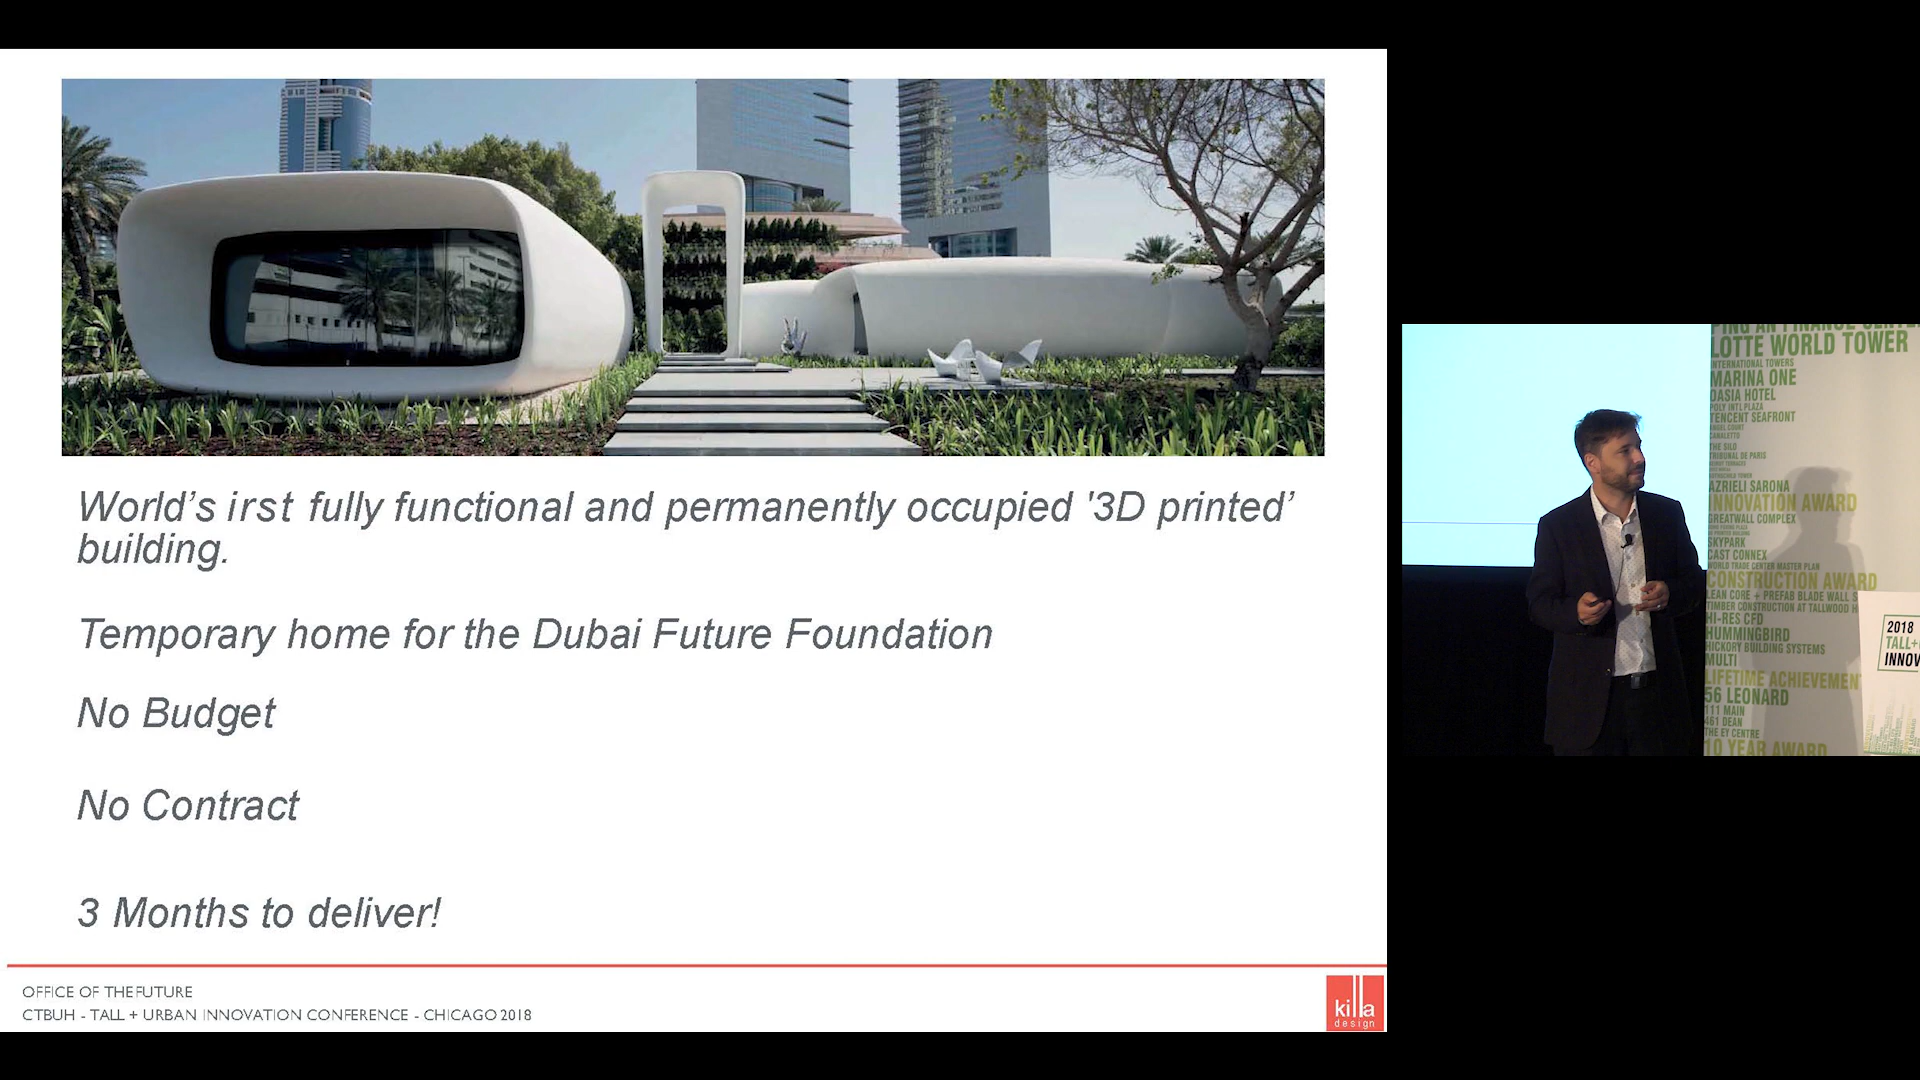 World’s irst fully functional and permanently occupied '3D printed’
building.
Temporary home for the Dubai Future Foundation
No Budget
No Contract
3 Months to deliver!
OFFICE OF THE FUTURE
CTBUH - TALL + URBAN INNOVATION CONFERENCE - CHICAGO 2018
killa
design
LOTTE WORLD TOWER
INTERNATIONAL TOWERS
MARINA ONE
OASIA HOTEL
POLY INTL PLAZA
TENCENT SEAFRONT
ANGEL COURT
CANALETTO
THE SILO
TRIBUNAL DE PARIS
AZRIELI SARONA
INNOVATION AWARD
GREATWALL COMPLEX
SKYPARK
CAST CONNEX
WORLD TRADE CENTER MASTER PLAN
CONSTRUCTION AWARD
LEAN CORE + PREFAB BLADE WALL S
TIMBER CONSTRUCTION AT TALLWOOD H
HI-RES CFD
HUMMINGBIRD
HICKORY BUILDING SYSTEMS
MULTI
LIFETIME ACHIEVEMEN
56 LEONARD
111 MAIN
461 DEAN
THE EY CENTRE
10 YEAR AWARD
2018
TALL+
INNOV